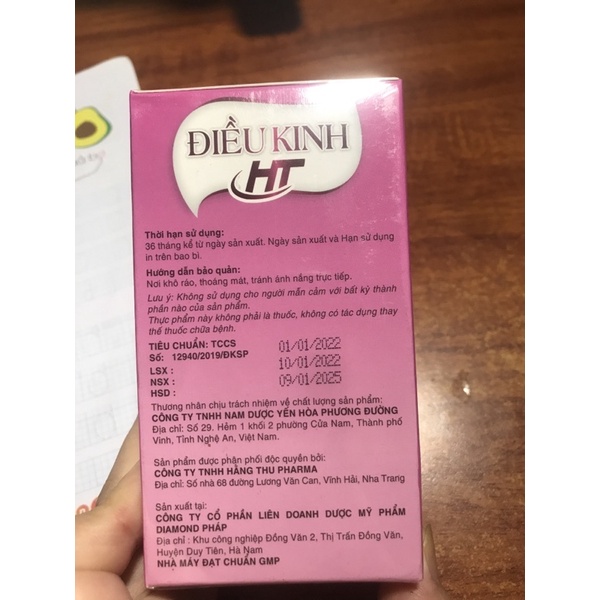 ĐIỀU KINH
HT
Thời hạn sử dụng:
36 tháng kể từ ngày sản xuất. Ngày sản xuất và Hạn sử dụng
in trên bao bì.
Hướng dẫn bảo quản:
Nơi khô ráo, thoáng mát, tránh ánh nắng trực tiếp.
Lưu ý: Không sử dụng cho người mẫn cảm với bất kỳ thành
phần nào của sản phẩm.
Thực phẩm này không phải là thuốc, không có tác dụng thay
thế thuốc chữa bệnh.
TIÊU CHUẨN: TCCS
Số: 12940/2019/ĐKSP
LSX : 01/01/2022
NSX : 10/01/2022
HSD : 09/01/2025
Thương nhân chịu trách nhiệm về chất lượng sản phẩm:
CÔNG TY TNHH NAM DƯỢC YÊN HÒA PHƯƠNG ĐƯỜNG
Địa chỉ: Số 29. Hẻm 1 khối 2 phường Cửa Nam, Thành phố
Vinh, Tỉnh Nghệ An, Việt Nam.
Sản phẩm được phân phối độc quyền bởi:
CÔNG TY TNHH HẰNG THU PHARMA
Địa chỉ: Số nhà 68 đường Lương Văn Can, Vĩnh Hải, Nha Trang
Sản xuất tại:
CÔNG TY CỔ PHẦN LIÊN DOANH DƯỢC MỸ PHẨM
DIAMOND PHÁP
Địa chỉ : Khu công nghiệp Đồng Văn 2, Thị Trấn Đồng Văn,
Huyện Duy Tiên, Hà Nam
NHÀ MÁY ĐẠT CHUẨN GMP